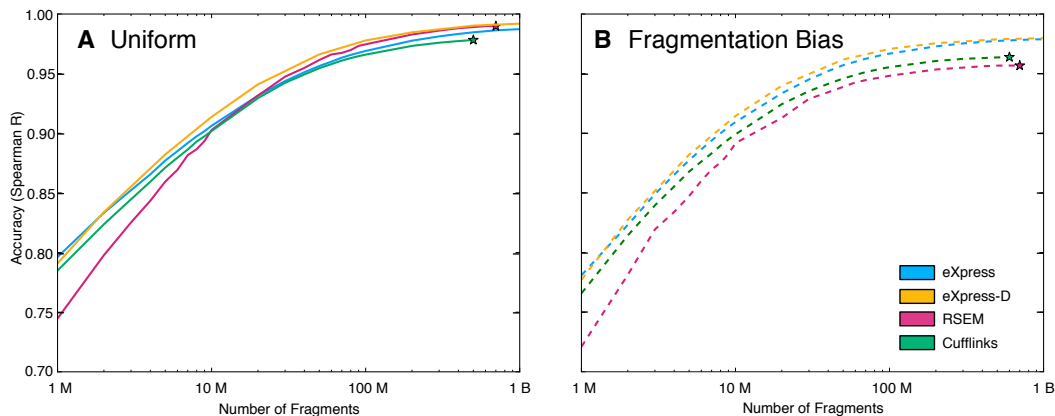 A Uniform
B Fragmentation Bias
Accuracy (Spearman R)
1.00
0.95
0.90
0.85
0.80
0.75
0.70
1 M
10 M
100 M
1 B
Number of Fragments
1 M
10 M
100 M
1 B
Number of Fragments
eXpress
eXpress-D
RSEM
Cufflinks